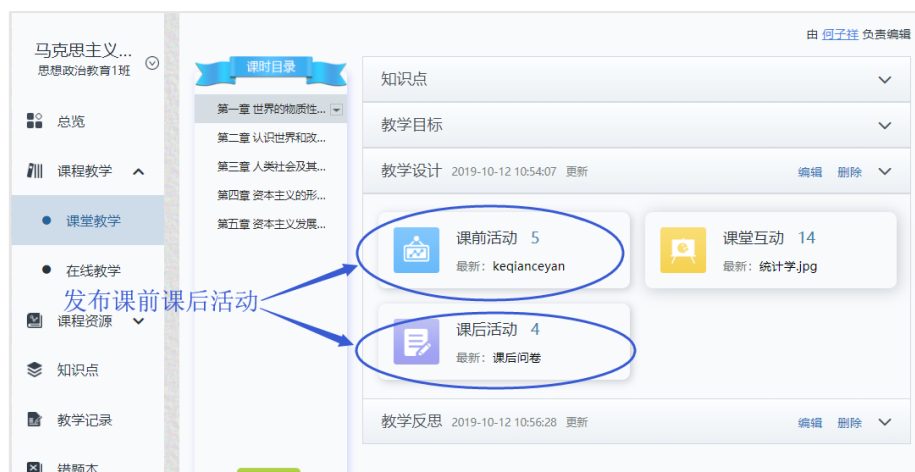 由 何子祥 负责编辑
马克思主义...
思想政治教育1班
总览
课程教学
课堂教学
在线教学
课程资源
知识点
教学记录
错题本
课时目录
第一章 世界的物质性...
第二章 认识世界和改...
第三章 人类社会及其...
第四章 资本主义的形...
第五章 资本主义发展...
知识点
教学目标
教学设计 2019-10-12 10:54:07 更新 编辑 删除
课前活动 5
最新：keqianceyan
课堂互动 14
最新：统计学.jpg
发布课前课后活动
课后活动 4
最新：课后问卷
教学反思 2019-10-12 10:56:28 更新 编辑 删除